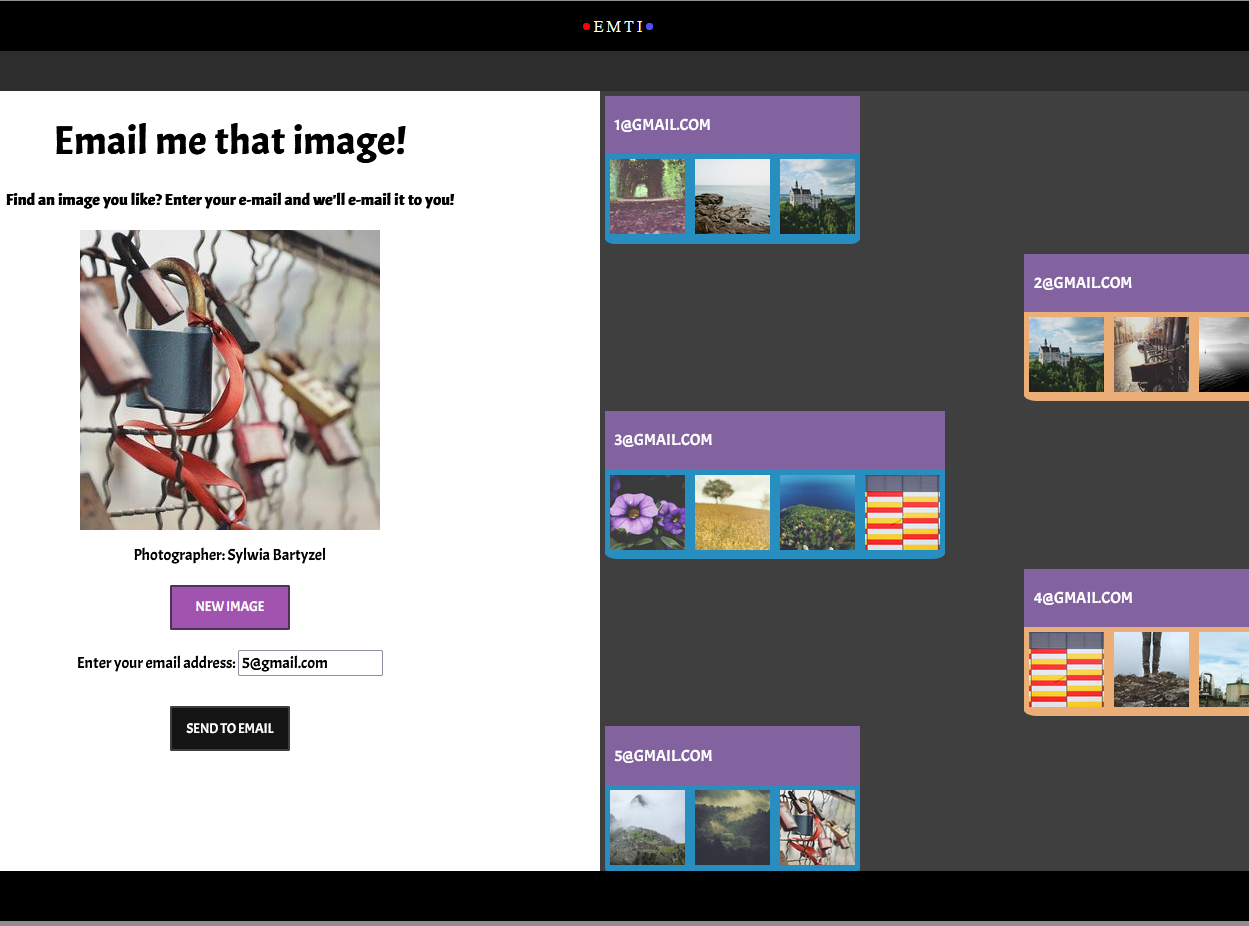 EMTI
Email me that image!
Find an image you like? Enter your e-mail and we'll e-mail it to you!
Photographer: Sylwia Bartyzel
NEW IMAGE
Enter your email address: 5@gmail.com
SEND TO EMAIL
1@GMAIL.COM
2@GMAIL.COM
3@GMAIL.COM
4@GMAIL.COM
5@GMAIL.COM